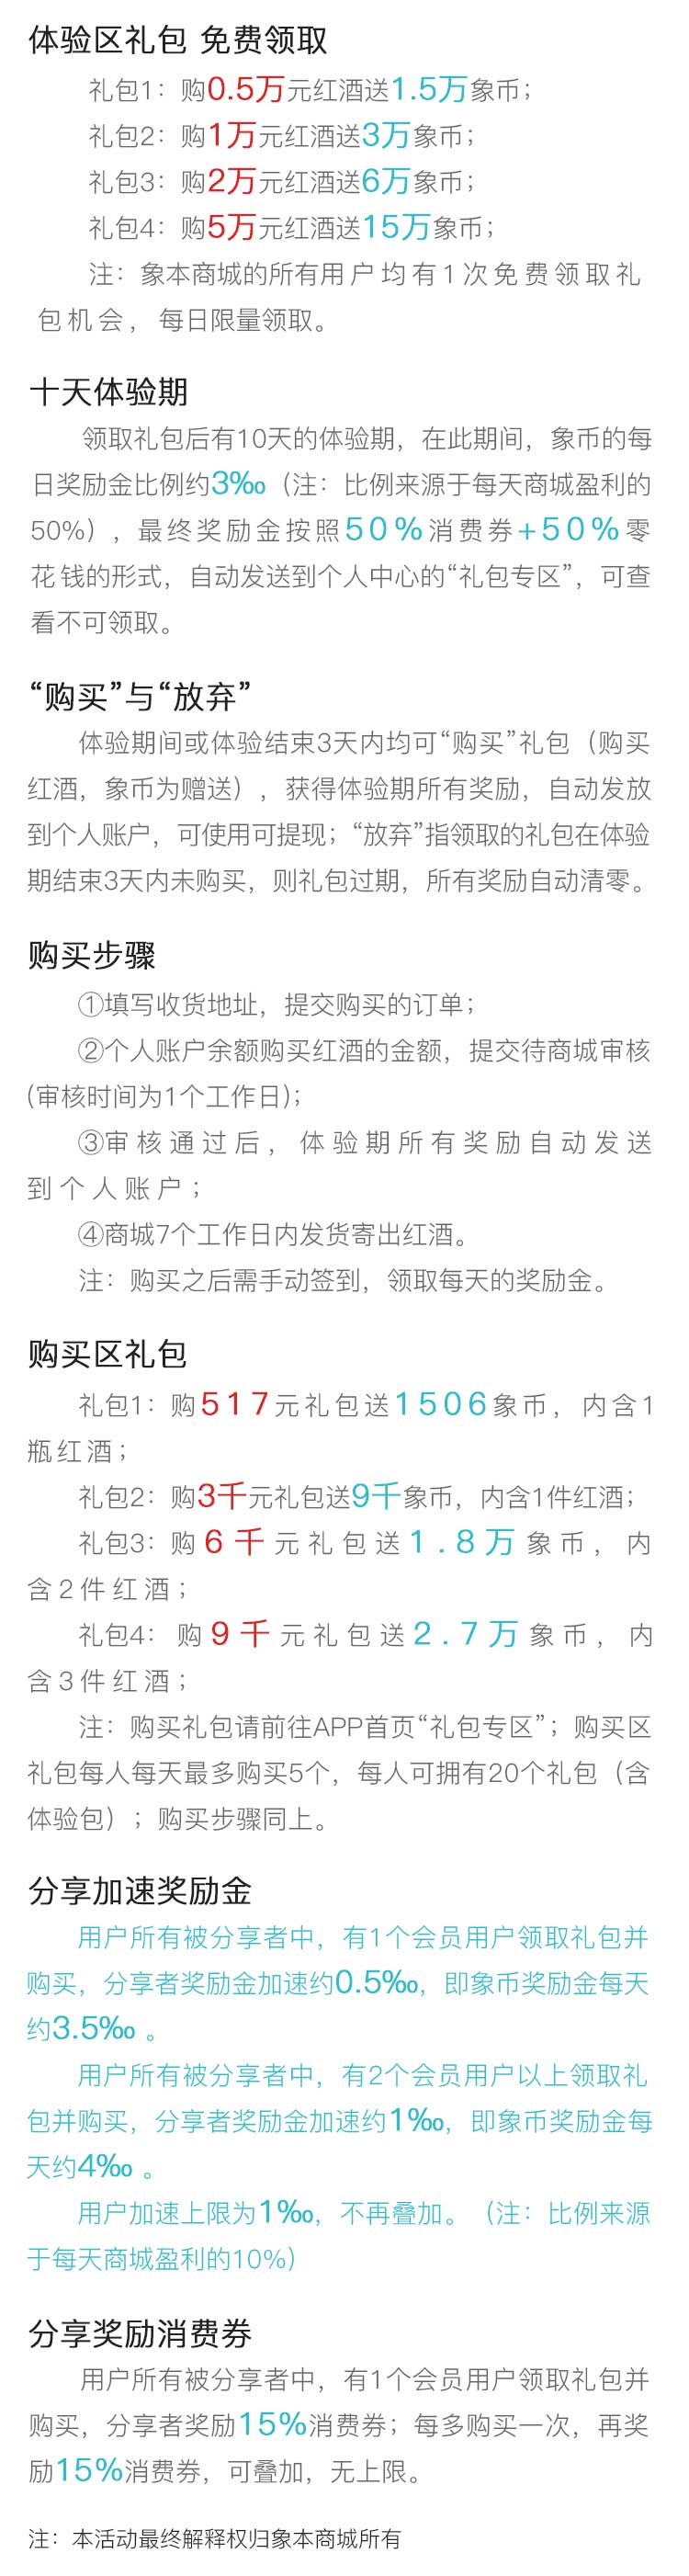 体验区礼包 免费领取
礼包1：购0.5万元红酒送1.5万象币；
礼包2：购1万元红酒送3万象币；
礼包3：购2万元红酒送6万象币；
礼包4：购5万元红酒送15万象币；
注：象本商城的所有用户均有1次免费领取礼
包机会，每日限量领取。
十天体验期
领取礼包后有10天的体验期，在此期间，象币的每
日奖励金比例约3‰（注：比例来源于每天商城盈利的
50%），最终奖励金按照50%消费券+50%零
花钱的形式，自动发送到个人中心的“礼包专区”，可查
看不可领取。
“购买”与“放弃”
体验期间或体验结束3天内均可“购买”礼包（购买
红酒，象币为赠送），获得体验期所有奖励，自动发放
到个人账户，可使用可提现；“放弃”指领取的礼包在体验
期结束3天内未购买，则礼包过期，所有奖励自动清零。
购买步骤
①填写收货地址，提交购买的订单；
②个人账户余额购买红酒的金额，提交待商城审核
(审核时间为1个工作日)；
③审核通过后，体验期所有奖励自动发送
到个人账户；
④商城7个工作日内发货寄出红酒。
注：购买之后需手动签到，领取每天的奖励金。
购买区礼包
礼包1：购517元礼包送1506象币，内含1
瓶红酒；
礼包2：购3千元礼包送9千象币，内含1件红酒；
礼包3：购6千元礼包送1.8万象币，内
含2件红酒；
礼包4：购9千元礼包送2.7万象币，内
含3件红酒；
注：购买礼包请前往APP首页“礼包专区”；购买区
礼包每人每天最多购买5个，每人可拥有20个礼包（含
体验包）；购买步骤同上。
分享加速奖励金
用户所有被分享者中，有1个会员用户领取礼包并
购买，分享者奖励金加速约0.5‰，即象币奖励金每天
约3.5‰。
用户所有被分享者中，有2个会员用户以上领取礼
包并购买，分享者奖励金加速约1‰，即象币奖励金每
天约4‰。
用户加速上限为1‰，不再叠加。（注：比例来源
于每天商城盈利的10%）
分享奖励消费券
用户所有被分享者中，有1个会员用户领取礼包并
购买，分享者奖励15%消费券；每多购买一次，再奖
励15%消费券，可叠加，无上限。
注：本活动最终解释权归象本商城所有